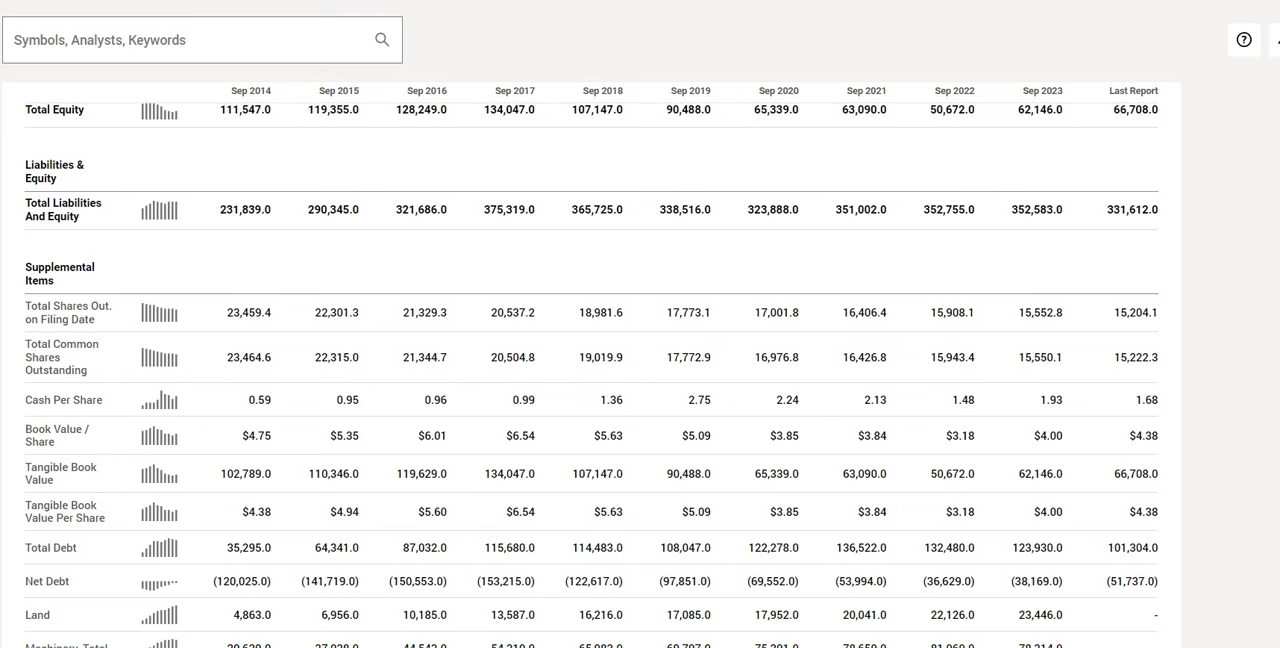 Symbols, Analysts, Keywords
Sep 2014 Sep 2015 Sep 2016 Sep 2017 Sep 2018 Sep 2019 Sep 2020 Sep 2021 Sep 2022 Sep 2023 Last Report
Total Equity 111,547.0 119,355.0 128,249.0 134,047.0 107,147.0 90,488.0 65,339.0 63,090.0 50,672.0 62,146.0 66,708.0
Liabilities &
Equity
Total Liabilities
And Equity 231,839.0 290,345.0 321,686.0 375,319.0 365,725.0 338,516.0 323,888.0 351,002.0 352,755.0 352,583.0 331,612.0
Supplemental
Items
Total Shares Out.
on Filing Date 23,459.4 22,301.3 21,329.3 20,537.2 18,981.6 17,773.1 17,001.8 16,406.4 15,908.1 15,552.8 15,204.1
Total Common
Shares 23,464.6 22,315.0 21,344.7 20,504.8 19,019.9 17,772.9 16,976.8 16,426.8 15,943.4 15,550.1 15,222.3
Outstanding
Cash Per Share 0.59 0.95 0.96 0.99 1.36 2.75 2.24 2.13 1.48 1.93 1.68
Book Value /
Share $4.75 $5.35 $6.01 $6.54 $5.63 $5.09 $3.85 $3.84 $3.18 $4.00 $4.38
Tangible Book
Value 102,789.0 110,346.0 119,629.0 134,047.0 107,147.0 90,488.0 65,339.0 63,090.0 50,672.0 62,146.0 66,708.0
Tangible Book
Value Per Share $4.38 $4.94 $5.60 $6.54 $5.63 $5.09 $3.85 $3.84 $3.18 $4.00 $4.38
Total Debt 35,295.0 64,341.0 87,032.0 115,680.0 114,483.0 108,047.0 122,278.0 136,522.0 132,480.0 123,930.0 101,304.0
Net Debt (120,025.0) (141,719.0) (150,553.0) (153,215.0) (122,617.0) (97,851.0) (69,552.0) (53,994.0) (36,629.0) (38,169.0) (51,737.0)
Land 4,863.0 6,956.0 10,185.0 13,587.0 16,216.0 17,085.0 17,952.0 20,041.0 22,126.0 23,446.0 -